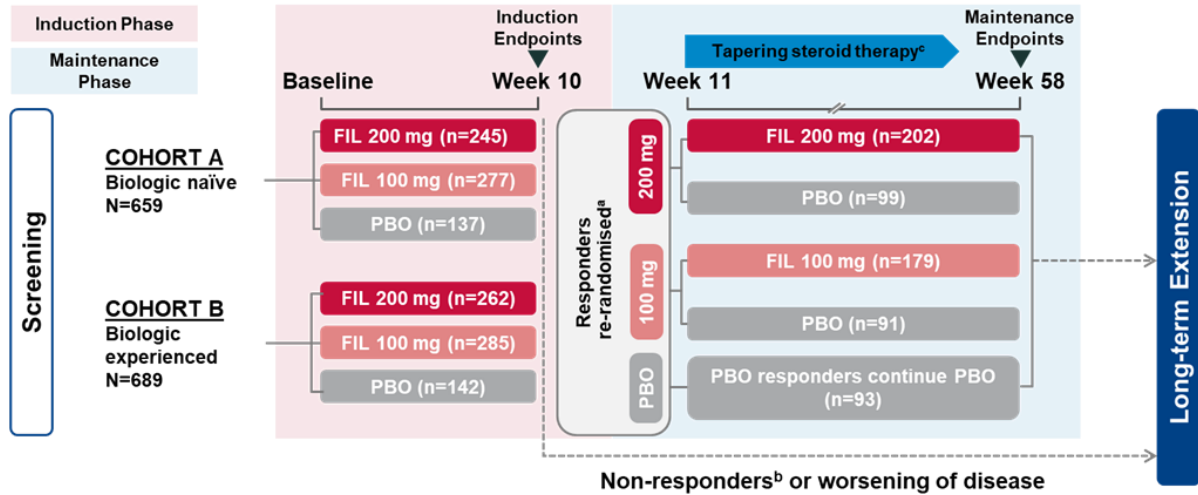 Induction Phase
Maintenance
Phase
Induction
Endpoints
Baseline
Week 10
Tapering steroid therapyᶜ
Maintenance
Endpoints
Week 11
Week 58
Screening
COHORT A
Biologic naïve
N=659
FIL 200 mg (n=245)
FIL 100 mg (n=277)
PBO (n=137)
COHORT B
Biologic
experienced
N=689
FIL 200 mg (n=262)
FIL 100 mg (n=285)
PBO (n=142)
Responders
re-randomisedᵃ
200 mg
100 mg
PBO
FIL 200 mg (n=202)
PBO (n=99)
FIL 100 mg (n=179)
PBO (n=91)
PBO responders continue PBO
(n=93)
Long-term Extension
Non-respondersᵇ or worsening of disease